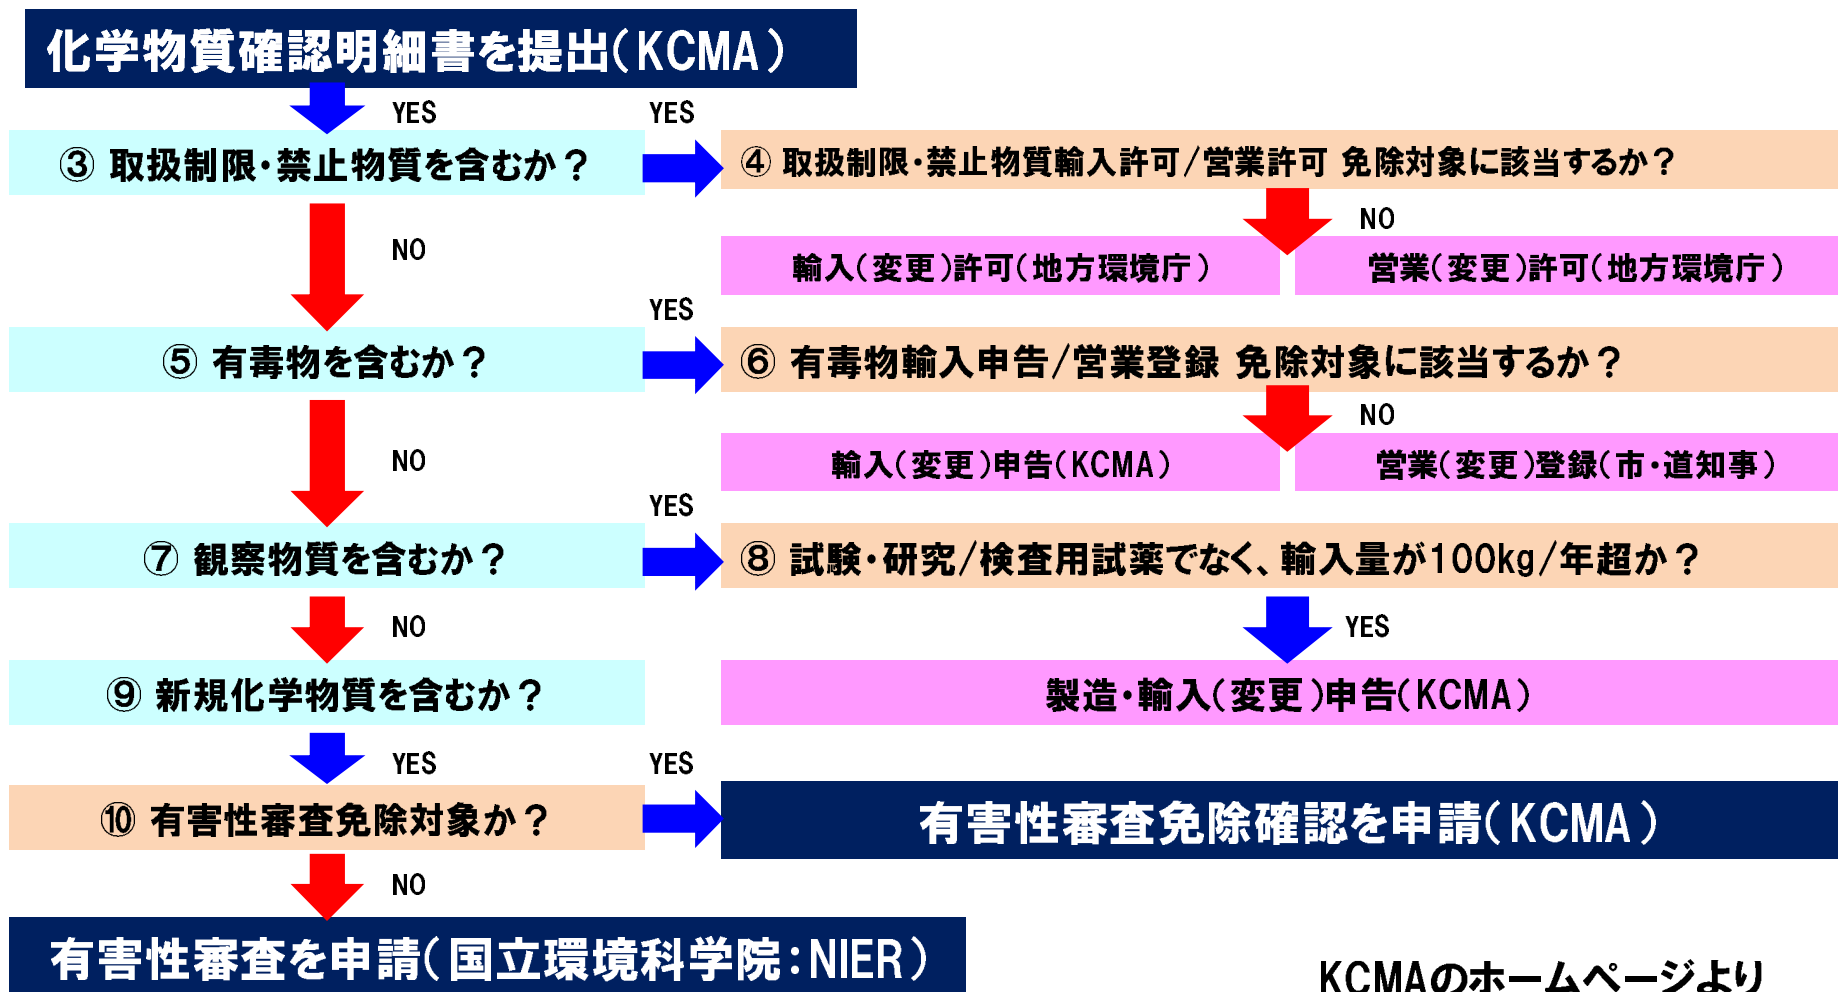 化学物質確認明細書を提出(KCMA)
YES
YES
③ 取扱制限・禁止物質を含むか？
④ 取扱制限・禁止物質輸入許可/営業許可 免除対象に該当するか？
NO
NO
輸入(変更)許可(地方環境庁)
営業(変更)許可(地方環境庁)
YES
⑤ 有毒物を含むか？
⑥ 有毒物輸入申告/営業登録 免除対象に該当するか？
NO
NO
輸入(変更)申告(KCMA)
営業(変更)登録(市・道知事)
YES
⑦ 観察物質を含むか？
⑧ 試験・研究/検査用試薬でなく、輸入量が100kg/年超か？
NO
YES
⑨ 新規化学物質を含むか？
製造・輸入(変更)申告(KCMA)
YES
YES
⑩ 有害性審査免除対象か？
有害性審査免除確認を申請(KCMA)
NO
有害性審査を申請(国立環境科学院：NIER)
KCMAのホームページより